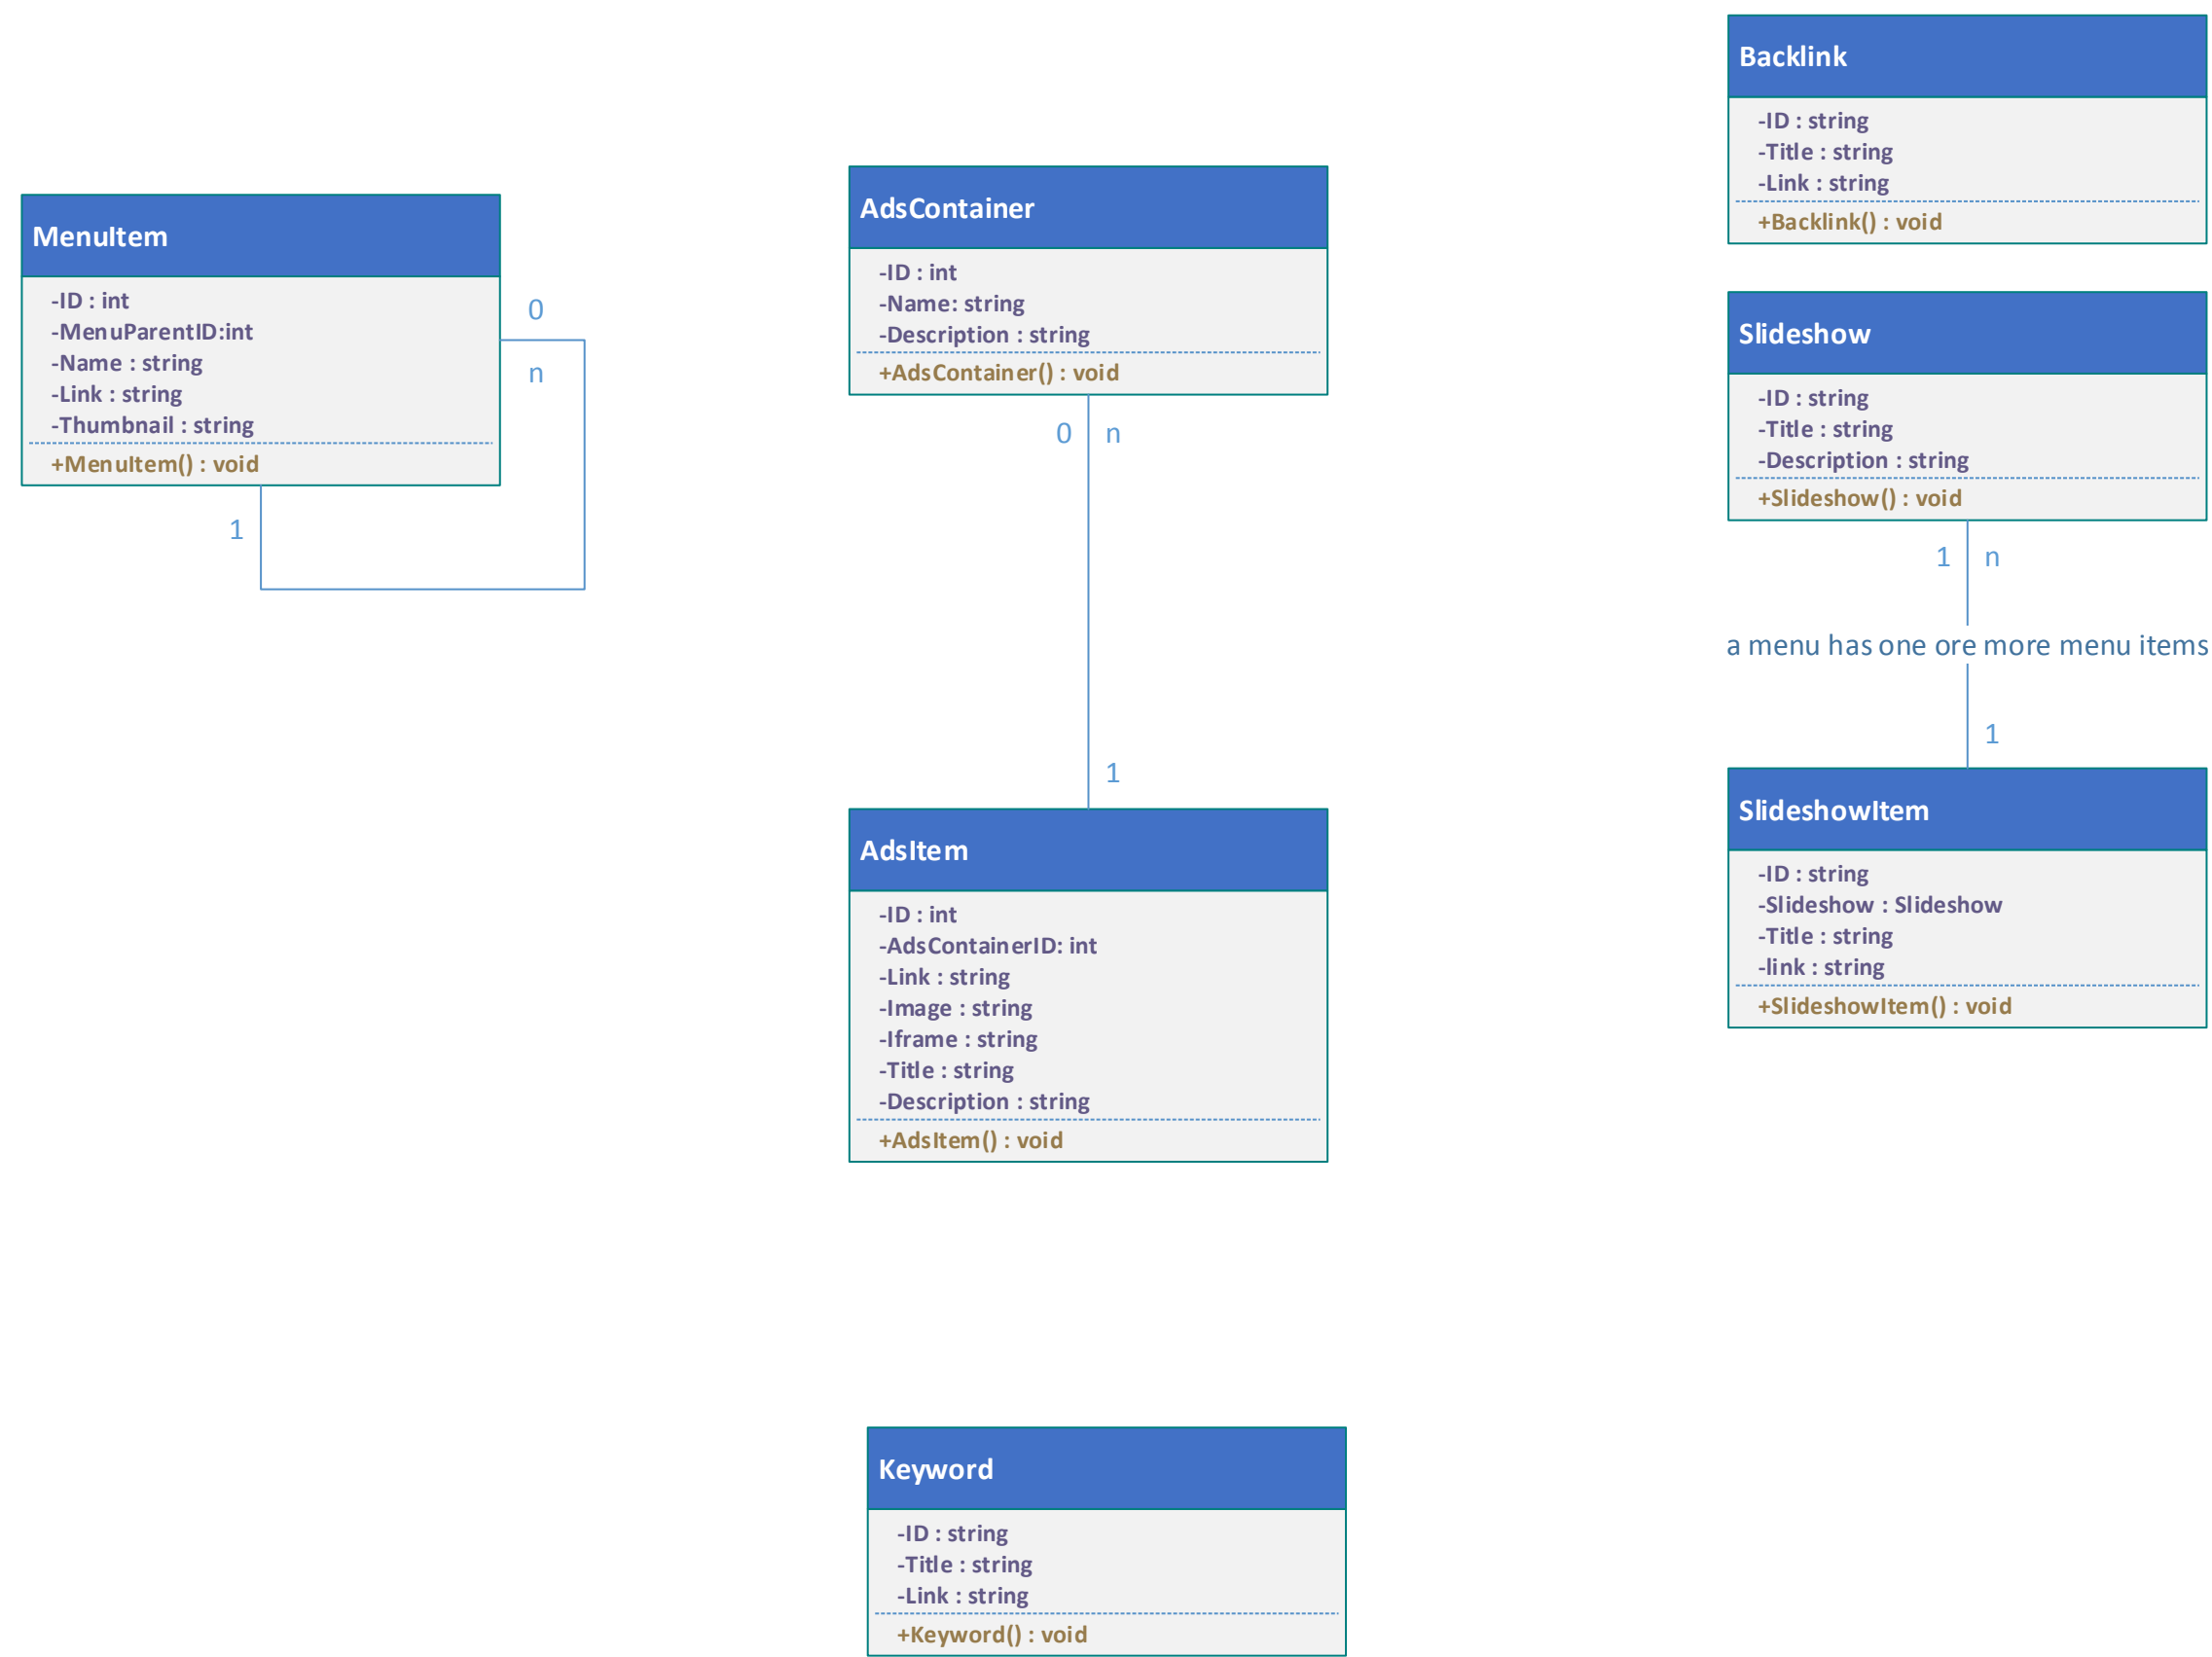 MenuItem
-ID : int
-MenuParentID:int
-Name : string
-Link : string
-Thumbnail : string
+MenuItem() : void
0
n
1
AdsContainer
-ID : int
-Name: string
-Description : string
+AdsContainer() : void
0 n
1
AdsItem
-ID : int
-AdsContainerID: int
-Link : string
-Image : string
-Iframe : string
-Title : string
-Description : string
+AdsItem() : void
Keyword
-ID : string
-Title : string
-Link : string
+Keyword() : void
Backlink
-ID : string
-Title : string
-Link : string
+Backlink() : void
Slideshow
-ID : string
-Title : string
-Description : string
+Slideshow() : void
1 n
a menu has one ore more menu items
1
SlideshowItem
-ID : string
-Slideshow : Slideshow
-Title : string
-link : string
+SlideshowItem() : void